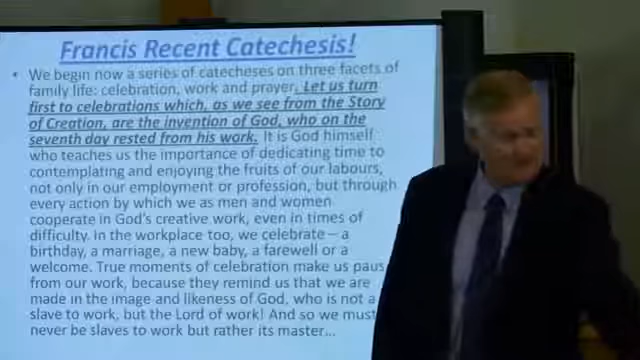 Francis Recent Catechesis!
• We begin now a series of catecheses on three facets of
family life: celebration, work and prayer. Let us turn
first to celebrations which, as we see from the Story
of Creation, are the invention of God, who on the
seventh day rested from his work. It is God himself
who teaches us the importance of dedicating time to
contemplating and enjoying the fruits of our labours,
not only in our employment or profession, but through
every action by which we as men and women
cooperate in God's creative work, even in times of
difficulty. In the workplace too, we celebrate – a
birthday, a marriage, a new baby, a farewell or a
welcome. True moments of celebration make us paus
from our work, because they remind us that we are
made in the image and likeness of God, who is not a
slave to work, but the Lord of work! And so we must
never be slaves to work but rather its master...